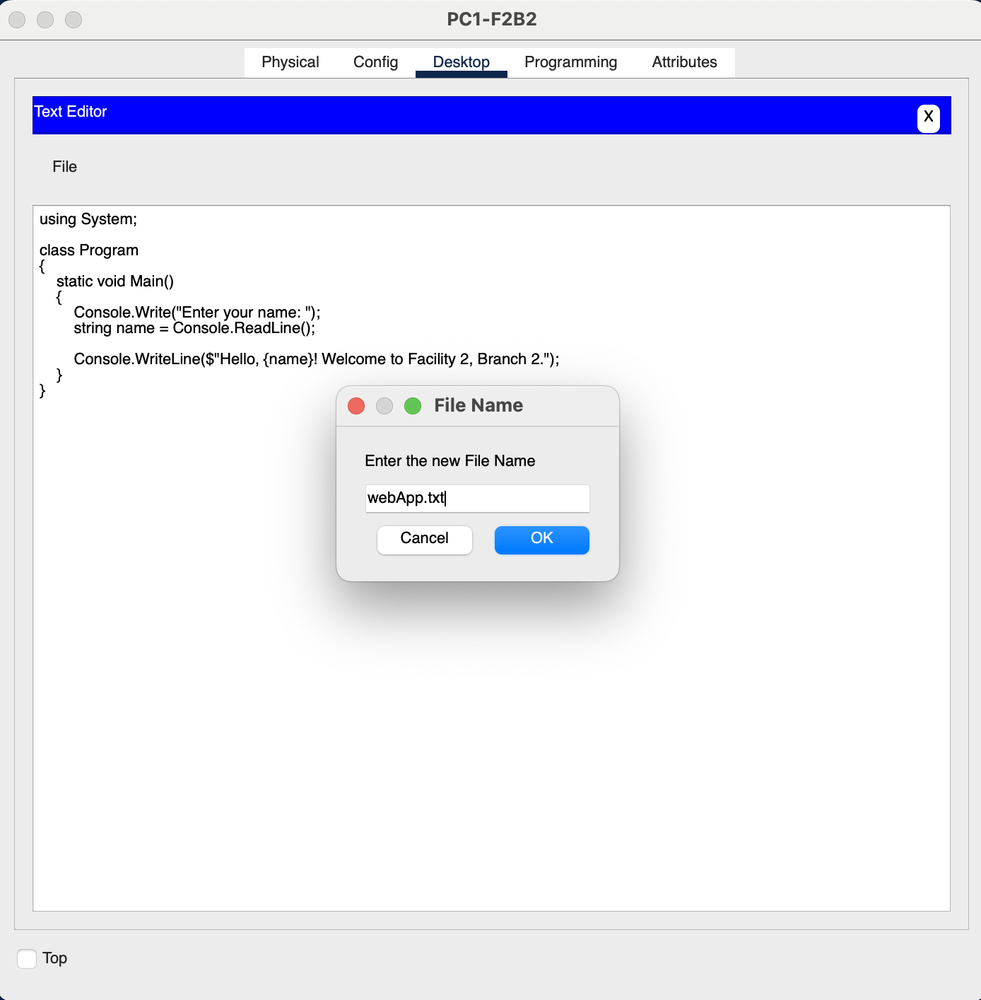 PC1-F2B2
Physical Config Desktop Programming Attributes
Text Editor X
File
using System;
class Program
{
static void Main()
{
Console.Write("Enter your name: ");
string name = Console.ReadLine();
Console.WriteLine($"Hello, {name}! Welcome to Facility 2, Branch 2.");
}
}
File Name
Enter the new File Name
webApp.txt
Cancel OK
Top